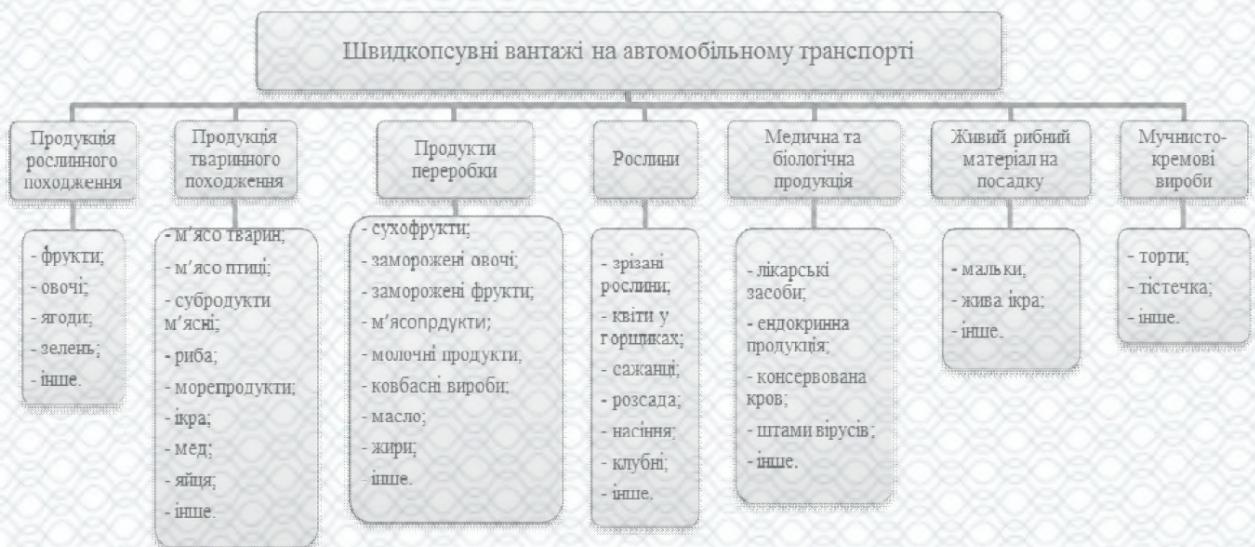 Швидкопсувні вантажі на автомобільному транспорті
Продукція
рослинного
походження
- фрукти;
- овочі;
- ягоди;
- зелень;
- інше.
Продукція
тваринного
походження
- м’ясо тварин;
- м’ясо птиці;
- субродукти
м’ясні;
- риба;
- морепродукти;
- ікра;
- мед;
- яйця;
- інше.
Продукти
переробки
- сухофрукти;
- заморожені овочі;
- заморожені фрукти;
- м’ясопрдукти;
- молочні продукти;
- ковбасні вироби;
- масло;
- жири;
- інше.
Рослини
- зрізані
рослини;
- квіти у
горщиках;
- сажанці;
- розсада;
- насіння;
- клубні;
- інше.
Медична та
біологічна
продукція
- лікарські
засоби;
- ендокринна
продукція;
- консервована
кров;
- штами вірусів;
- інше.
Живий рибний
матеріал на
посадку
- мальки;
- жива ікра;
- інше.
Мучнисто-
кремові
вироби
- торти;
- тістечка;
- інше.